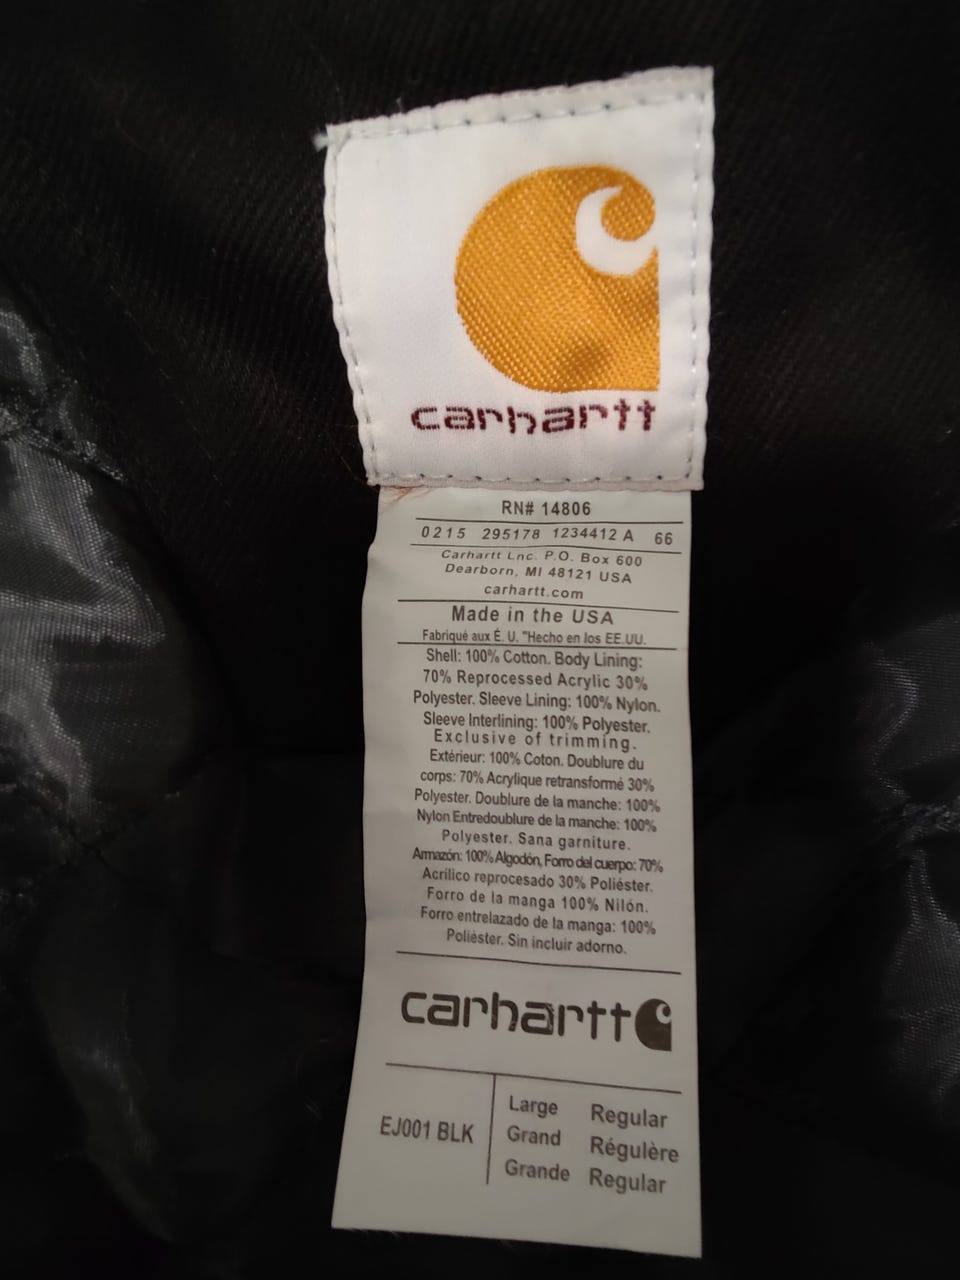 carhartt
RN# 14806
0215 295178 1234412 A 66
Carhartt Lnc. P.O. Box 600
Dearborn, MI 48121 USA
carhartt.com
Made in the USA
Fabriqué aux É. U. "Hecho en los EE.UU.
Shell: 100% Cotton. Body Lining:
70% Reprocessed Acrylic 30%
Polyester. Sleeve Lining: 100% Nylon.
Sleeve Interlining: 100% Polyester.
Exclusive of trimming.
Extérieur: 100% Coton. Doublure du
corps: 70% Acrylique retransformé 30%
Polyester. Doublure de la manche: 100%
Nylon Entredoublure de la manche: 100%
Polyester. Sana garniture.
Armazón: 100% Algodón, Forro del cuerpo: 70%
Acrilico reprocesado 30% Poliéster.
Forro de la manga 100% Nilón.
Forro entrelazado de la manga: 100%
Poliéster. Sin incluir adorno.
carhartt
EJ001 BLK
Large Regular
Grand Régulère
Grande Regular